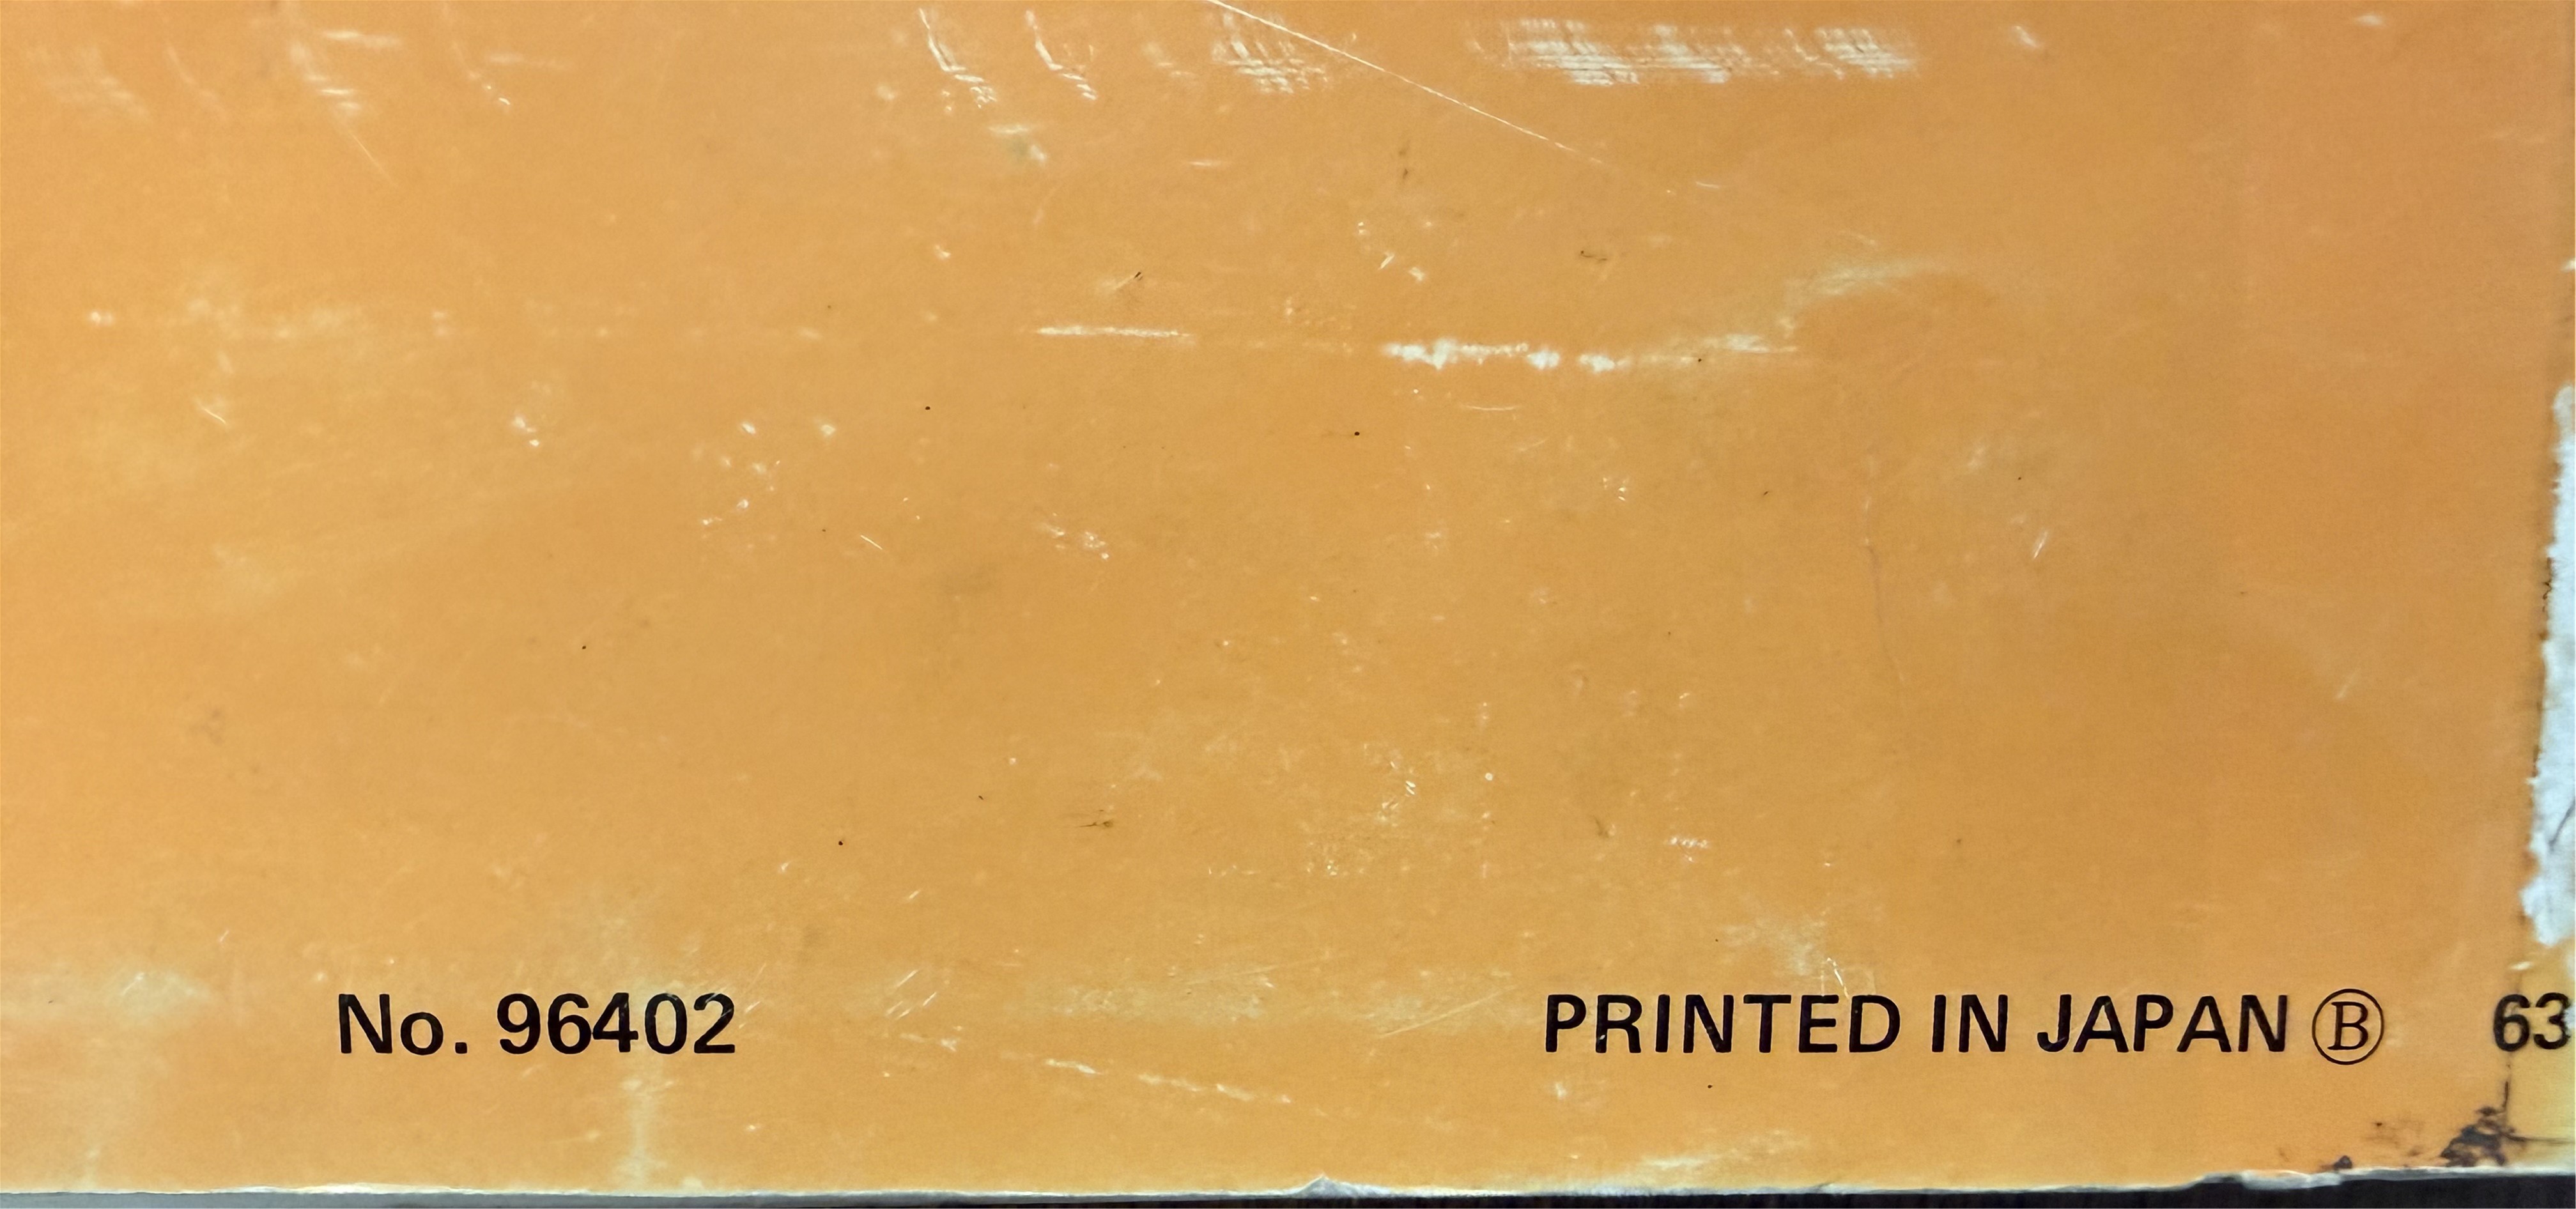 No. 96402 PRINTED IN JAPAN Ⓑ 63